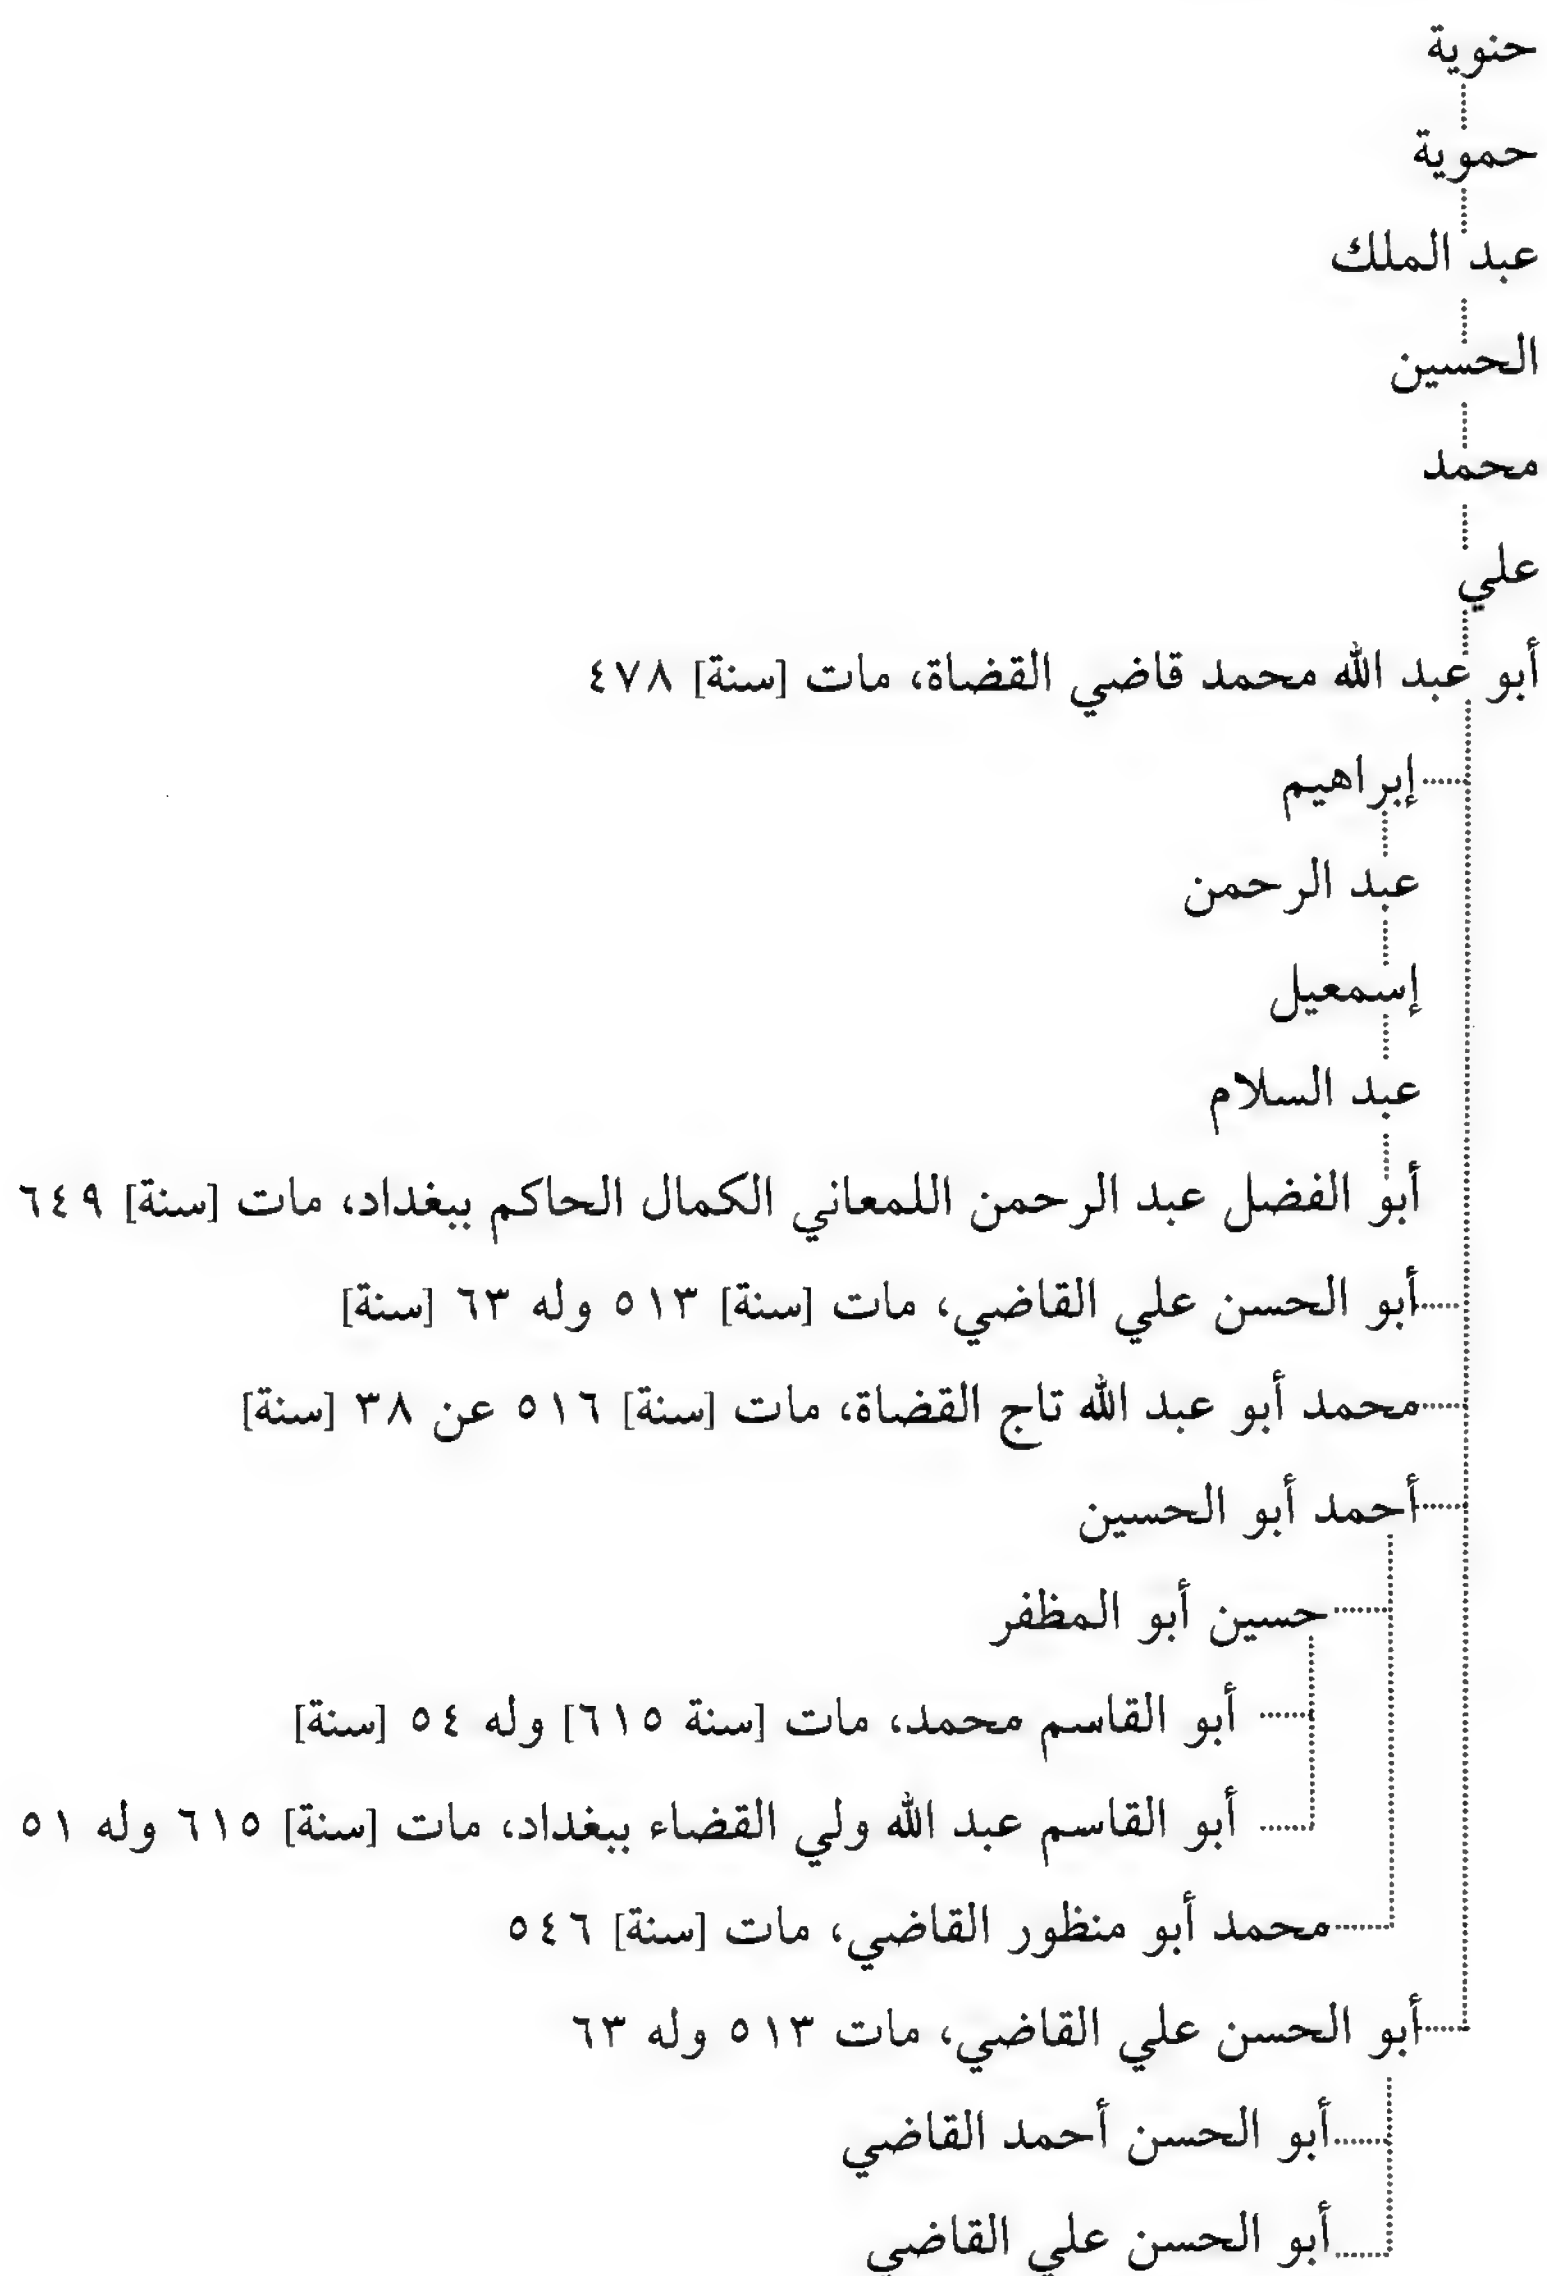 حنوية
حموية
عبد الملك
الحسين
محمد
علي
أبو عبد الله محمد قاضي القضاة، مات [سنة] ٤٧٨
إبراهيم
عبد الرحمن
إسمعيل
عبد السلام
أبو الفضل عبد الرحمن اللمعاني الكمال الحاكم ببغداد، مات [سنة] ٦٤٩
أبو الحسن علي القاضي، مات [سنة] ٥١٣ وله ٦٣ [سنة]
محمد أبو عبد الله تاج القضاة، مات [سنة] ٥١٦ عن ٣٨ [سنة]
أحمد أبو الحسين
حسين أبو المظفر
أبو القاسم محمد، مات [سنة ٦١٥] وله ٥٤ [سنة]
أبو القاسم عبد الله ولي القضاء ببغداد، مات [سنة] ٦١٥ وله ٥١
محمد أبو منظور القاضي، مات [سنة] ٥٤٦
أبو الحسن علي القاضي، مات ٥١٣ وله ٦٣
أبو الحسن أحمد القاضي
أبو الحسن علي القاضي